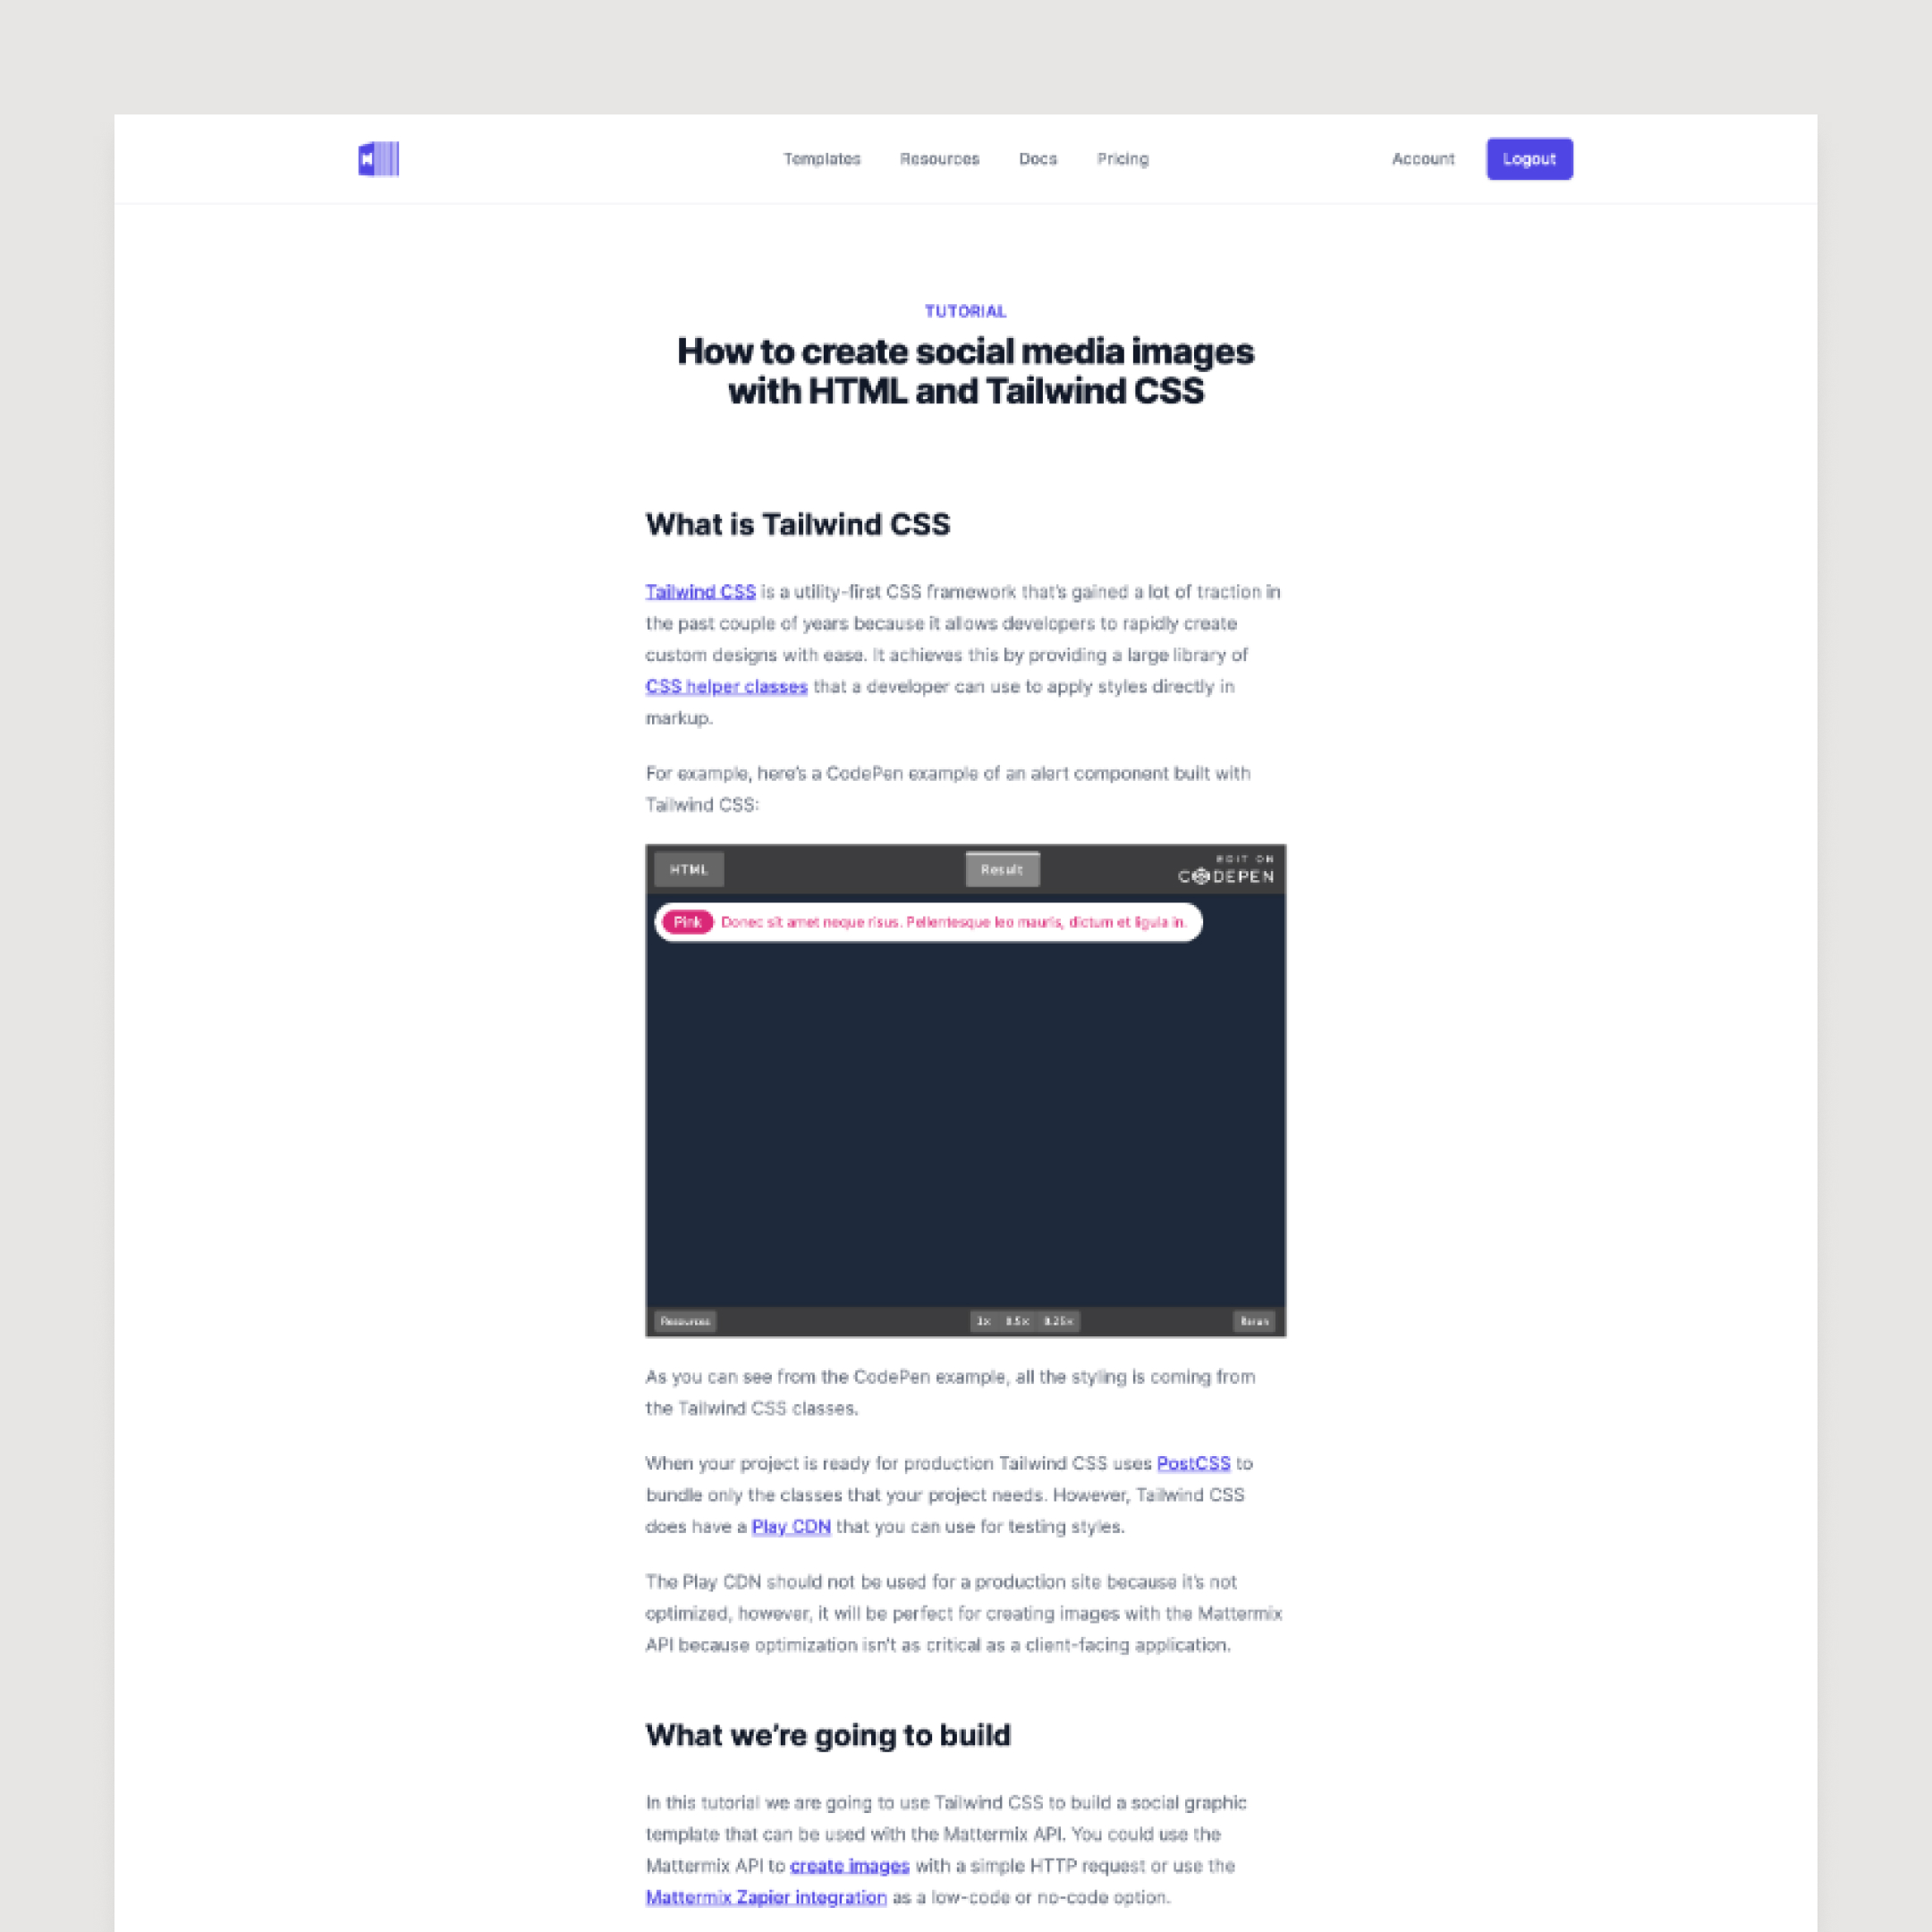 Templates Resources Docs Pricing Account Logout
TUTORIAL
How to create social media images
with HTML and Tailwind CSS
What is Tailwind CSS
Tailwind CSS is a utility-first CSS framework that's gained a lot of traction in
the past couple of years because it allows developers to rapidly create
custom designs with ease. It achieves this by providing a large library of
CSS helper classes that a developer can use to apply styles directly in
markup.
For example, here's a CodePen example of an alert component built with
Tailwind CSS:
HTML Result EDIT ON
CODEPEN
Pink Donec sit amet neque risus. Pellentesque leo mauris, dictum et ligula in.
Resources 1x 0.5x 0.25x Rerun
As you can see from the CodePen example, all the styling is coming from
the Tailwind CSS classes.
When your project is ready for production Tailwind CSS uses PostCSS to
bundle only the classes that your project needs. However, Tailwind CSS
does have a Play CDN that you can use for testing styles.
The Play CDN should not be used for a production site because it's not
optimized, however, it will be perfect for creating images with the Mattermix
API because optimization isn't as critical as a client-facing application.
What we're going to build
In this tutorial we are going to use Tailwind CSS to build a social graphic
template that can be used with the Mattermix API. You could use the
Mattermix API to create images with a simple HTTP request or use the
Mattermix Zapier integration as a low-code or no-code option.